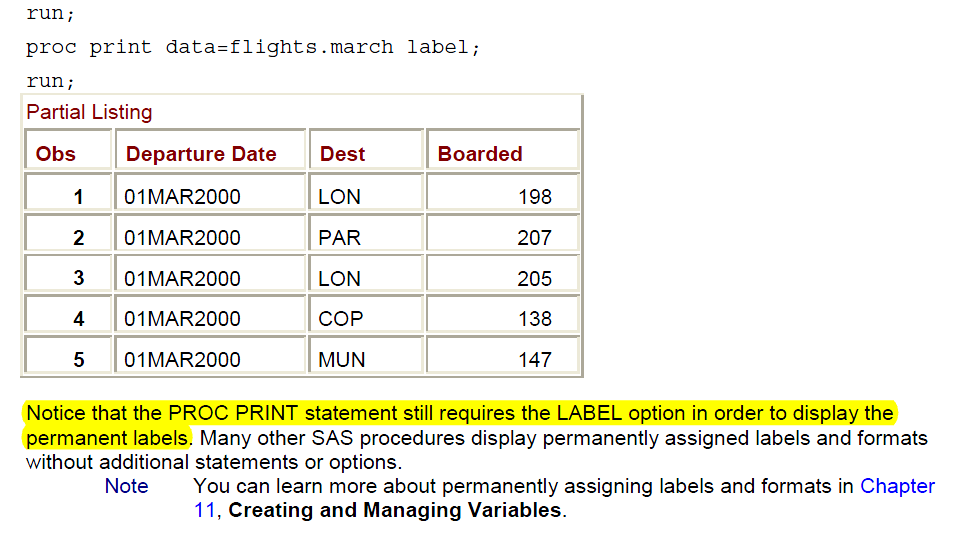 run;
proc print data=flights.march label;
run;
Partial Listing
Obs Departure Date Dest Boarded
1 01MAR2000 LON 198
2 01MAR2000 PAR 207
3 01MAR2000 LON 205
4 01MAR2000 COP 138
5 01MAR2000 MUN 147
Notice that the PROC PRINT statement still requires the LABEL option in order to display the
permanent labels. Many other SAS procedures display permanently assigned labels and formats
without additional statements or options.
Note You can learn more about permanently assigning labels and formats in Chapter
11, Creating and Managing Variables.